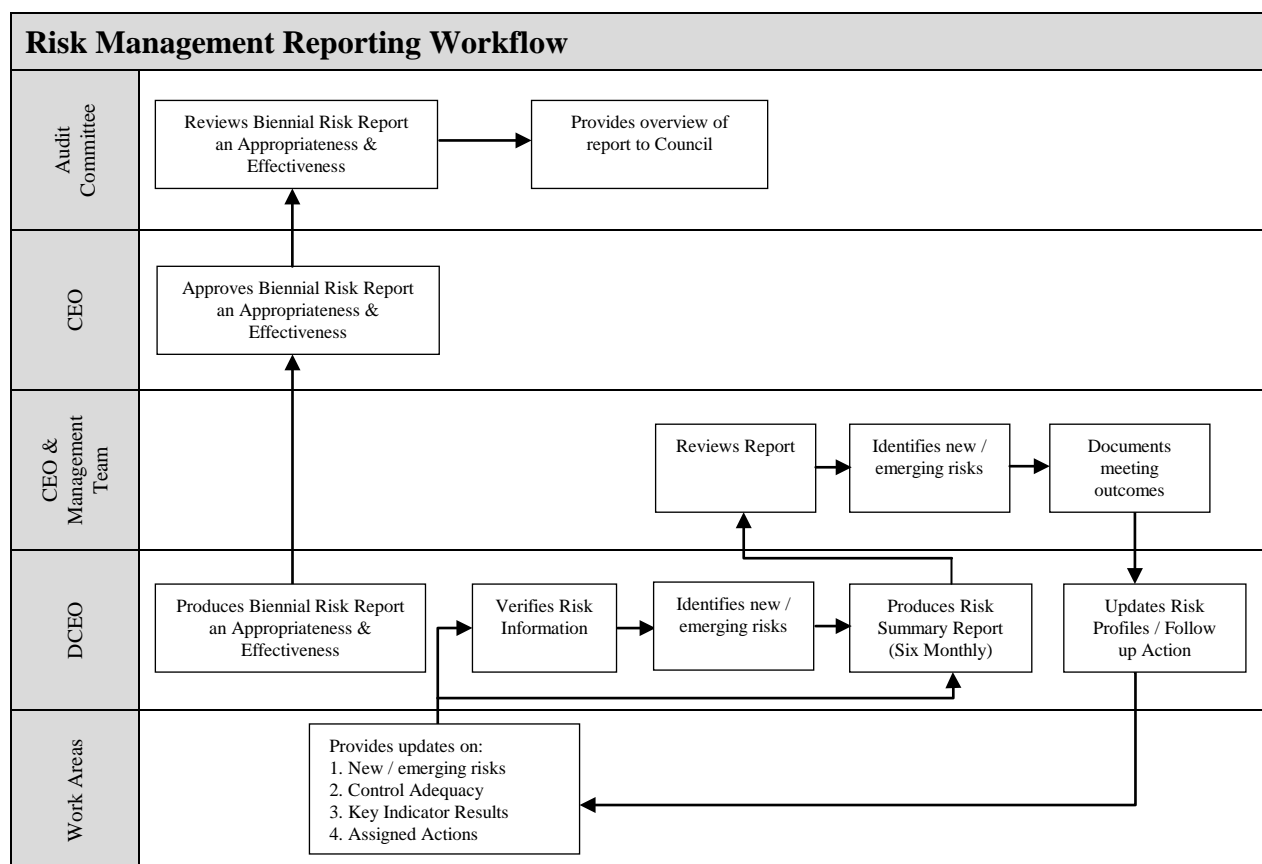 Risk Management Reporting Workflow
Audit
Committee
Reviews Biennial Risk Report
an Appropriateness &
Effectiveness
Provides overview of
report to Council
CEO
Approves Biennial Risk Report
an Appropriateness &
Effectiveness
CEO &
Management
Team
Reviews Report
Identifies new /
emerging risks
Documents
meeting
outcomes
DCEO
Produces Biennial Risk Report
an Appropriateness &
Effectiveness
Verifies Risk
Information
Identifies new /
emerging risks
Produces Risk
Summary Report
(Six Monthly)
Updates Risk
Profiles / Follow
up Action
Work Areas
Provides updates on:
1. New / emerging risks
2. Control Adequacy
3. Key Indicator Results
4. Assigned Actions